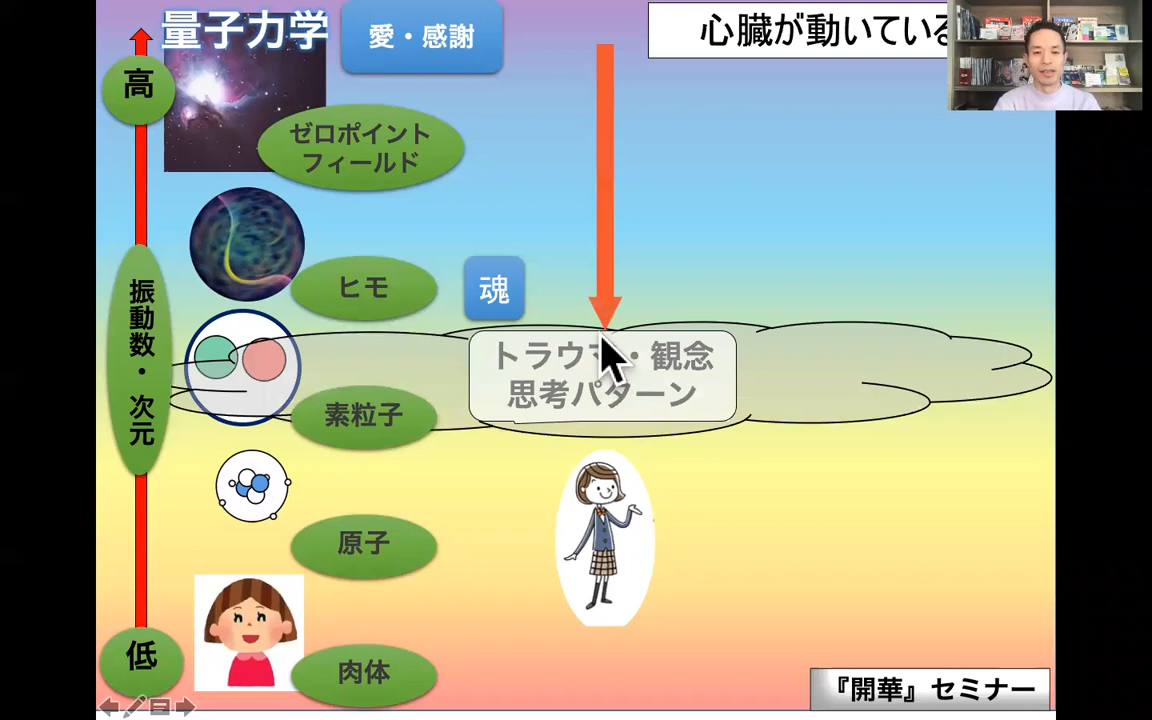 量子力学
愛・感謝
心臓が動いている
高
ゼロポイント
フィールド
ヒモ
魂
振動数・次元
トラウマ・観念
思考パターン
素粒子
原子
低
肉体
『開華』セミナー